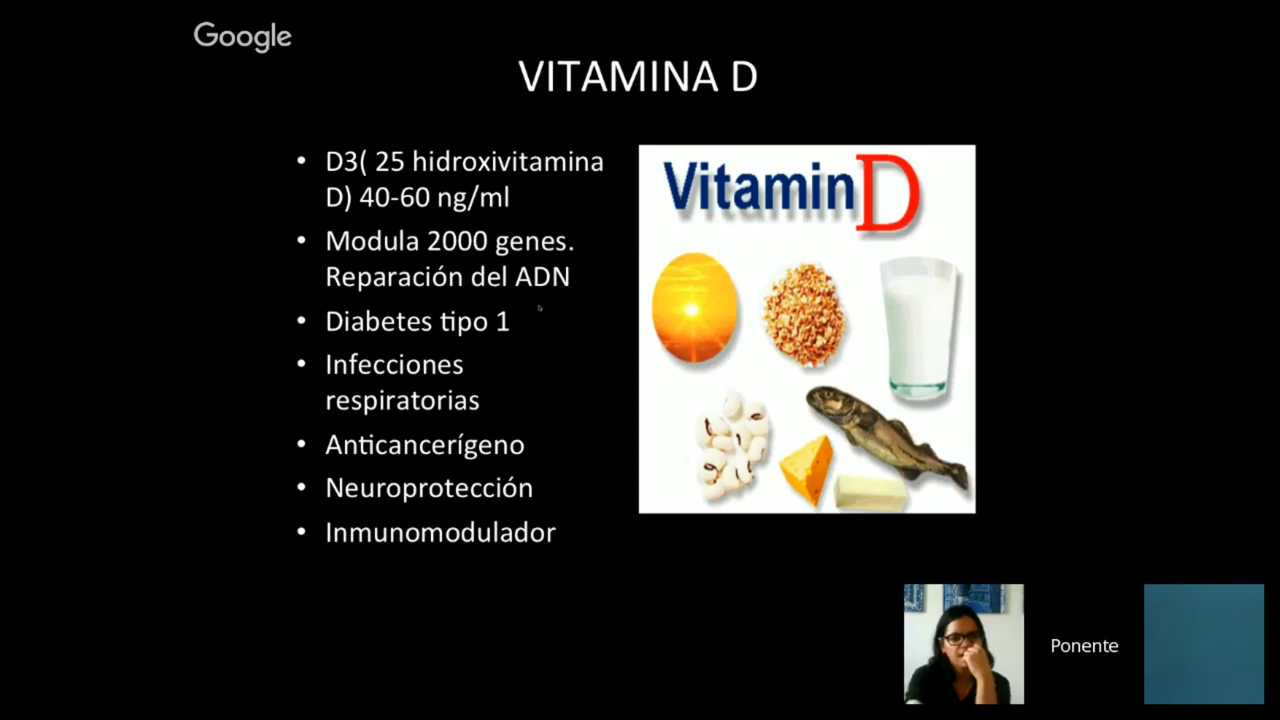 Google
VITAMINA D
• D3( 25 hidroxivitamina
D) 40-60 ng/ml
• Modula 2000 genes.
Reparación del ADN
• Diabetes tipo 1
• Infecciones
respiratorias
• Anticancerígeno
• Neuroprotección
• Inmunomodulador
Vitamin D
Ponente